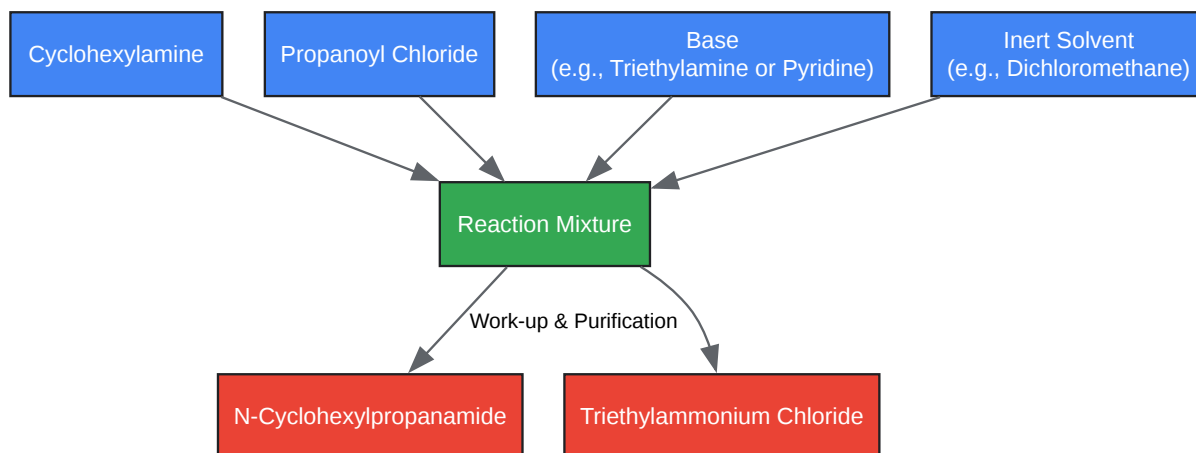 Cyclohexylamine
Propanoyl Chloride
Base
(e.g., Triethylamine or Pyridine)
Inert Solvent
(e.g., Dichloromethane)
Reaction Mixture
Work-up & Purification
N-Cyclohexylpropanamide
Triethylammonium Chloride